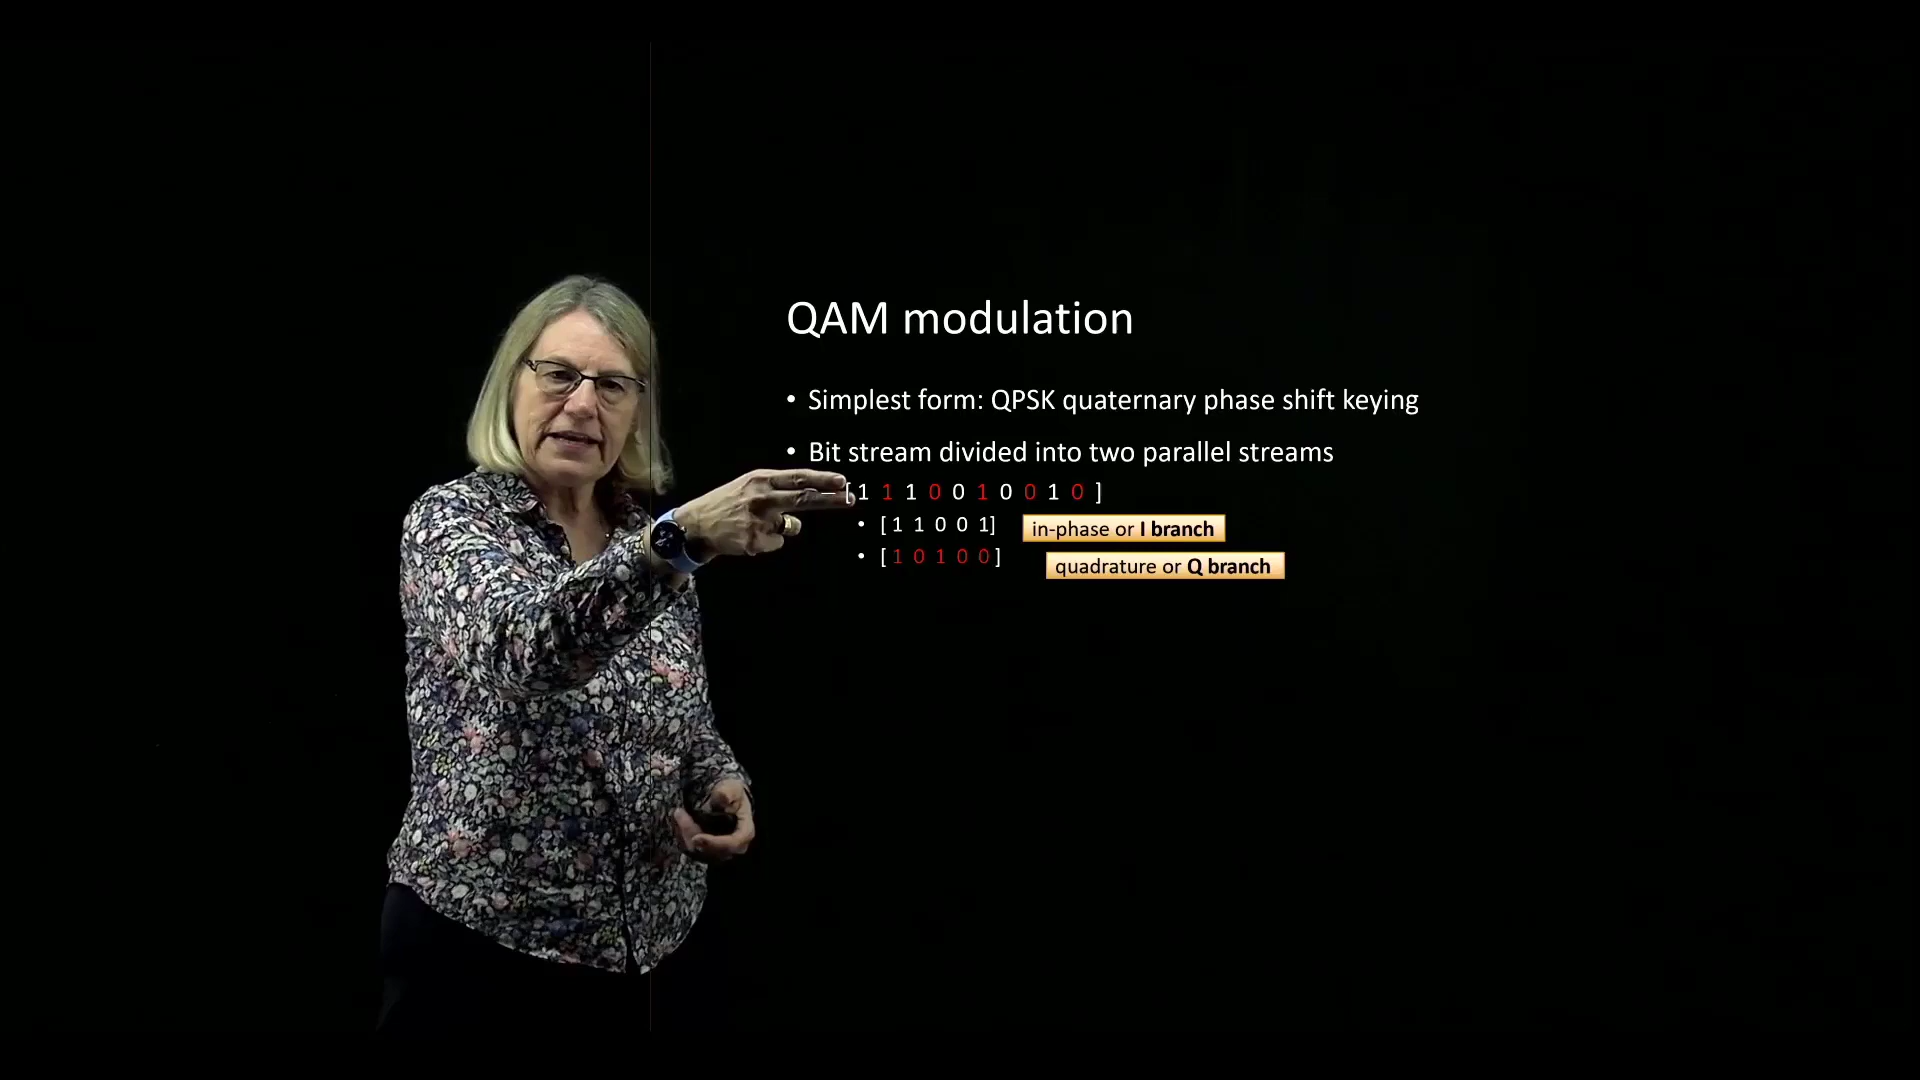 QAM modulation
• Simplest form: QPSK quaternary phase shift keying
• Bit stream divided into two parallel streams
– [1 1 1 0 0 1 0 0 1 0 ]
• [1 1 0 0 1] in-phase or I branch
• [1 0 1 0 0] quadrature or Q branch